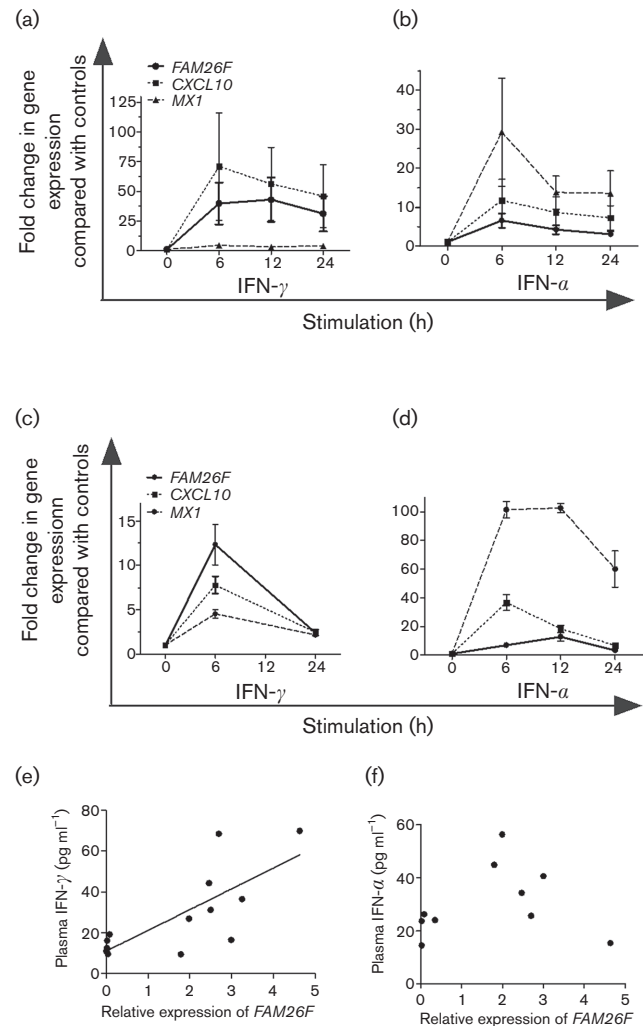 (a)
(b)
Fold change in gene
expression
compared with controls
FAM26F
CXCL10
MX1
125
100
75
50
25
0
0 6 12 24
IFN-γ
40
30
20
10
0
0 6 12 24
IFN-α
Stimulation (h)
(c)
(d)
Fold change in gene
expressionn
compared with controls
FAM26F
CXCL10
MX1
15
10
5
0
0 6 12 24
IFN-γ
100
80
60
40
20
0
0 6 12 24
IFN-α
Stimulation (h)
(e)
(f)
Plasma IFN-γ (pg ml⁻¹)
80
60
40
20
0
0 1 2 3 4 5
Relative expression of FAM26F
Plasma IFN-α (pg ml⁻¹)
60
40
20
0
0 1 2 3 4 5
Relative expression of FAM26F